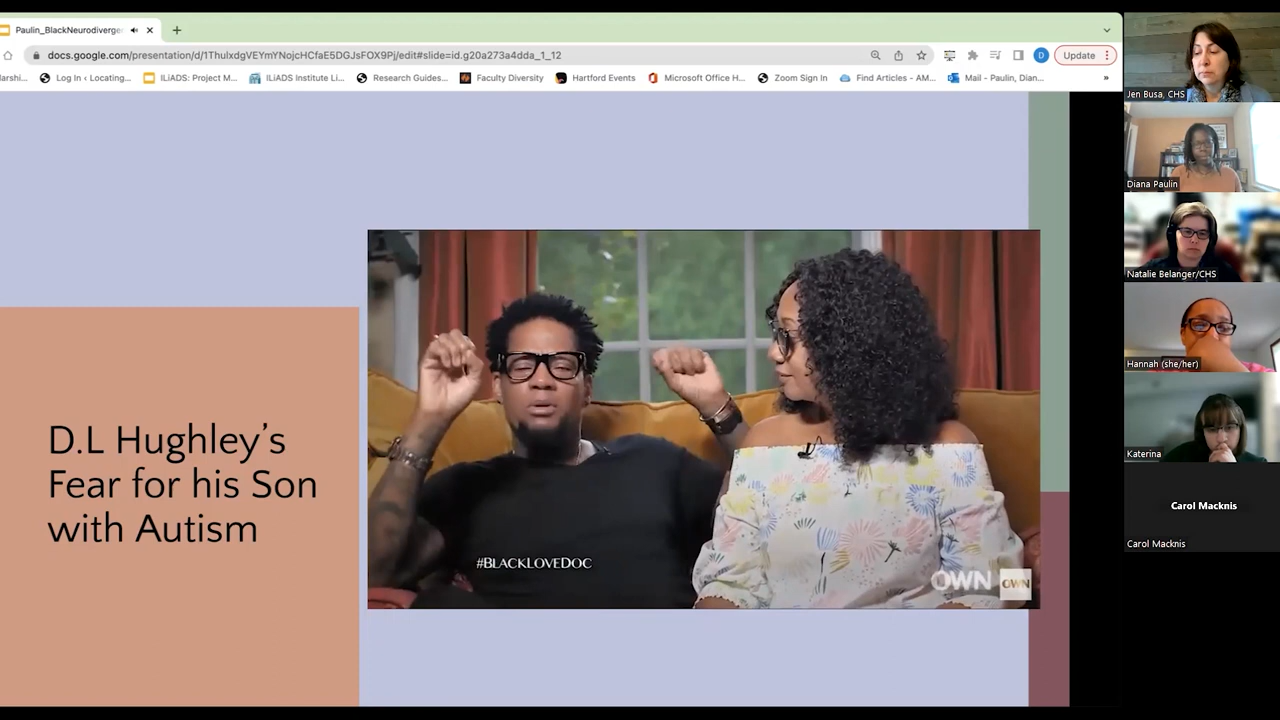 Paulin_BlackNeurodiverge
docs.google.com/presentation/d/1ThulxdgVEYmYNojcHCfaE5DGJsFOX9Pj/edit#slide=id.g20a273a4dda_1_12
Update
D
arshi... Log In ‹ Locating... ILiADS: Project M... ILiADS Institute Li... Research Guides... Faculty Diversity Hartford Events Microsoft Office H... Zoom Sign In Find Articles - AM... Mail - Paulin, Dian... »
D.L Hughley's
Fear for his Son
with Autism
#BLACKLOVEDOC
OWN OWN
Jen Busa, CHS
Diana Paulin
Natalie Belanger/CHS
Hannah (she/her)
Katerina
Carol Macknis
Carol Macknis